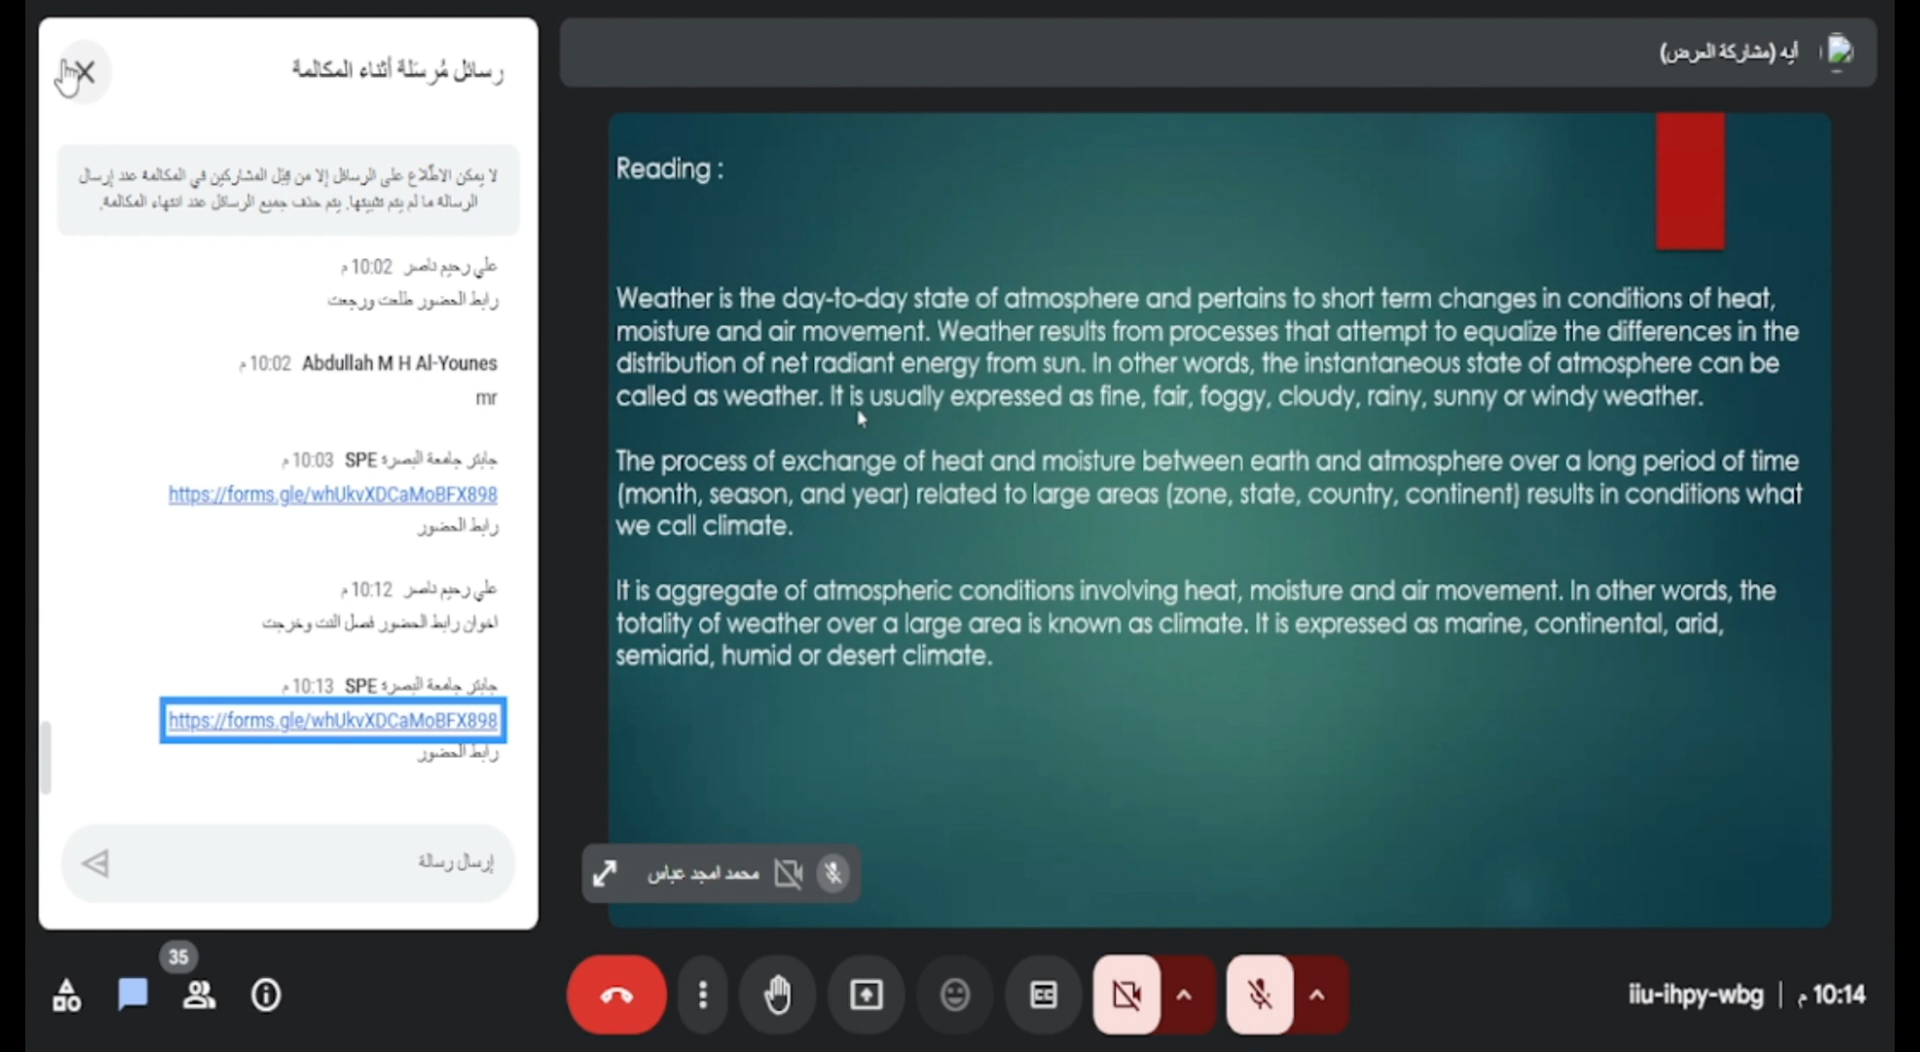 رسائل مُرسَلة أثناء المكالمة
لا يمكن الاطّلاع على الرسائل إلا من قِبَل المشاركين في المكالمة عند إرسال
الرسالة ما لم يتم تثبيتها. يتم حذف جميع الرسائل عند انتهاء المكالمة.
علي رحيم ناصر 10:02 م
رابط الحضور طلعت ورجعت
Abdullah M H Al-Younes 10:02 م
mr
جابتر جامعة البصرة SPE 10:03 م
https://forms.gle/whUkvXDCaMoBFX898
رابط الحضور
علي رحيم ناصر 10:12 م
اخوان رابط الحضور فصل النت وخرجت
جابتر جامعة البصرة SPE 10:13 م
https://forms.gle/whUkvXDCaMoBFX898
رابط الحضور
إرسال رسالة
أيه (مشاركة العرض)
Reading :
Weather is the day-to-day state of atmosphere and pertains to short term changes in conditions of heat,
moisture and air movement. Weather results from processes that attempt to equalize the differences in the
distribution of net radiant energy from sun. In other words, the instantaneous state of atmosphere can be
called as weather. It is usually expressed as fine, fair, foggy, cloudy, rainy, sunny or windy weather.
The process of exchange of heat and moisture between earth and atmosphere over a long period of time
(month, season, and year) related to large areas (zone, state, country, continent) results in conditions what
we call climate.
It is aggregate of atmospheric conditions involving heat, moisture and air movement. In other words, the
totality of weather over a large area is known as climate. It is expressed as marine, continental, arid,
semiarid, humid or desert climate.
محمد امجد عباس
35
CC
iiu-ihpy-wbg | 10:14 م